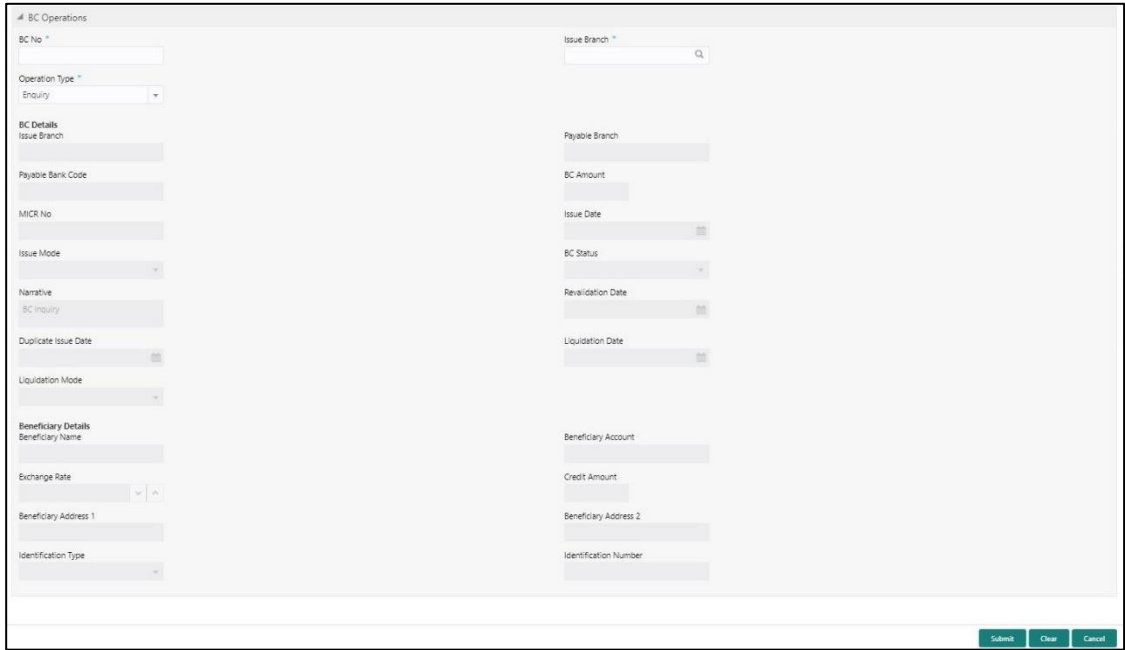 BC Operations
BC No * Issue Branch *
Operation Type *
Enquiry
BC Details
Issue Branch Payable Branch
Payable Bank Code BC Amount
MICR No Issue Date
Issue Mode BC Status
Narrative Revalidation Date
BC Inquiry
Duplicate Issue Date Liquidation Date
Liquidation Mode
Beneficiary Details
Beneficiary Name Beneficiary Account
Exchange Rate Credit Amount
Beneficiary Address 1 Beneficiary Address 2
Identification Type Identification Number
Submit Clear Cancel